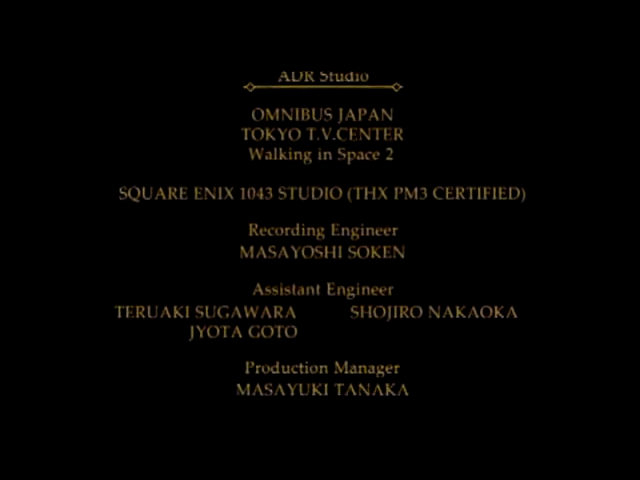 ADR Studio
OMNIBUS JAPAN
TOKYO T.V.CENTER
Walking in Space 2
SQUARE ENIX 1043 STUDIO (THX PM3 CERTIFIED)
Recording Engineer
MASAYOSHI SOKEN
Assistant Engineer
TERUAKI SUGAWARA SHOJIRO NAKAOKA
JYOTA GOTO
Production Manager
MASAYUKI TANAKA